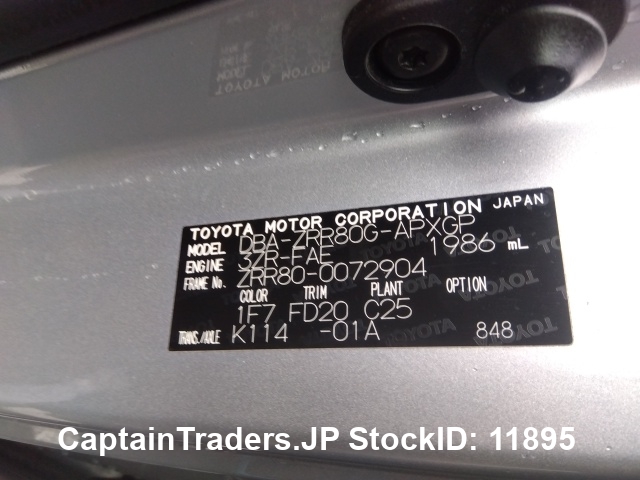 TOYOTA MOTOR CORPORATION JAPAN
MODEL DBA-ZRR80G-APXGP
ENGINE 3ZR-FAE 1986 mL
FRAME No. ZRR80-0072904
COLOR TRIM PLANT OPTION
1F7 FD20 C25
TRANS./AXLE K114 -01A 848
CaptainTraders.JP StockID: 11895